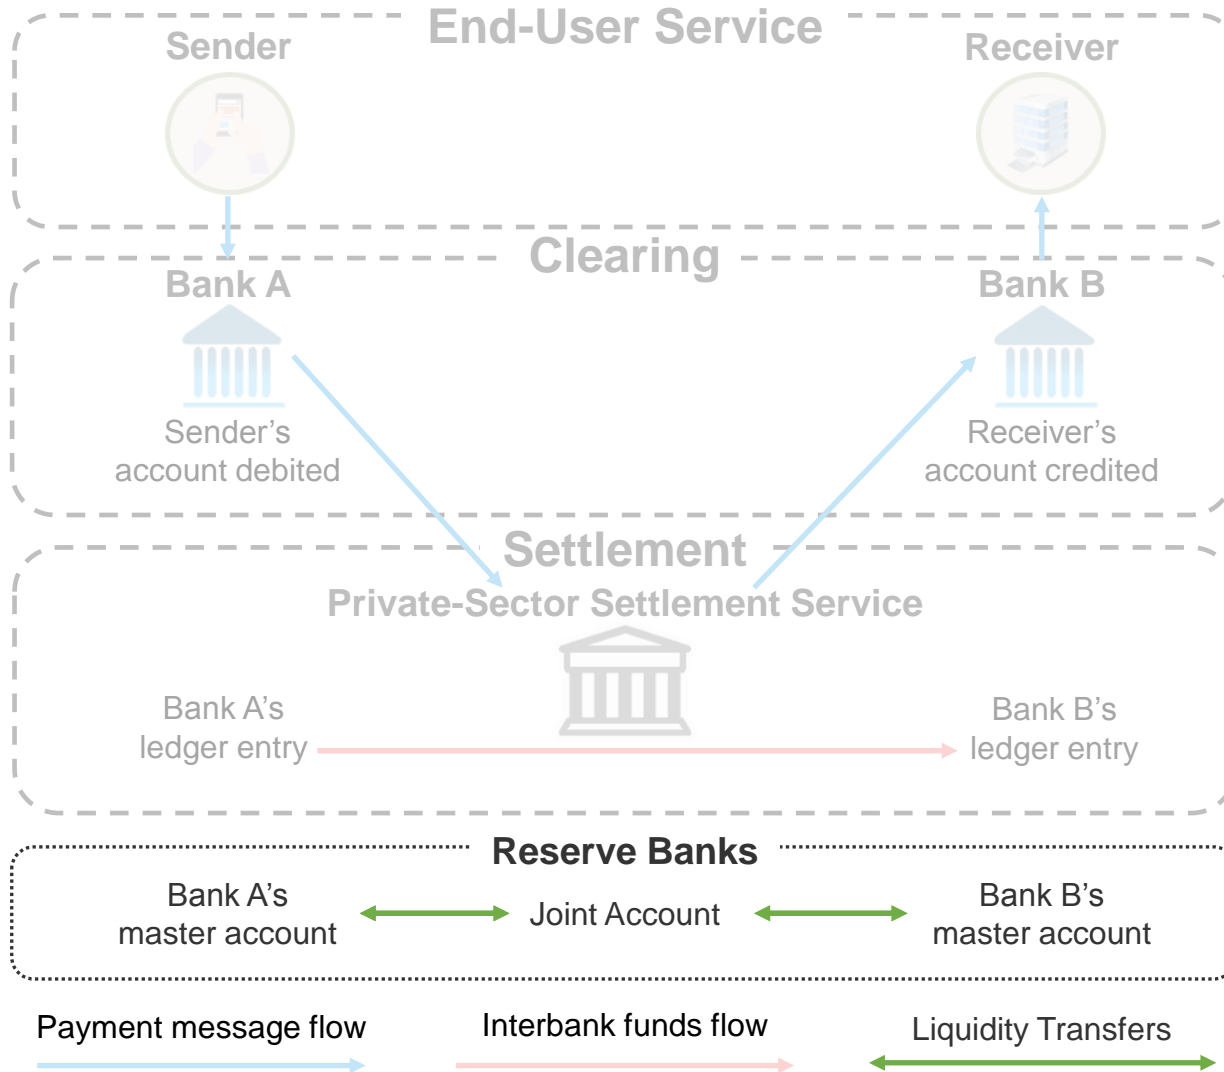 End-User Service
Sender
Receiver
Clearing
Bank A
Bank B
Sender’s
account debited
Receiver’s
account credited
Settlement
Private-Sector Settlement Service
Bank A’s
ledger entry
Bank B’s
ledger entry
Reserve Banks
Bank A’s
master account
Joint Account
Bank B’s
master account
Payment message flow
Interbank funds flow
Liquidity Transfers